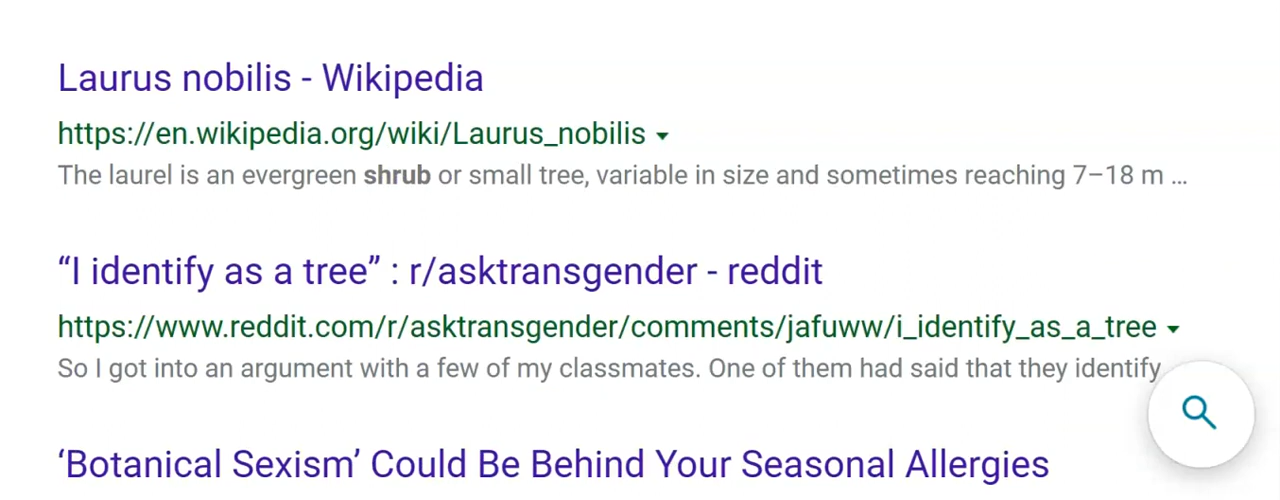 Laurus nobilis - Wikipedia
https://en.wikipedia.org/wiki/Laurus_nobilis
The laurel is an evergreen shrub or small tree, variable in size and sometimes reaching 7–18 m ...
“I identify as a tree” : r/asktransgender - reddit
https://www.reddit.com/r/asktransgender/comments/jafuww/i_identify_as_a_tree
So I got into an argument with a few of my classmates. One of them had said that they identify
‘Botanical Sexism’ Could Be Behind Your Seasonal Allergies